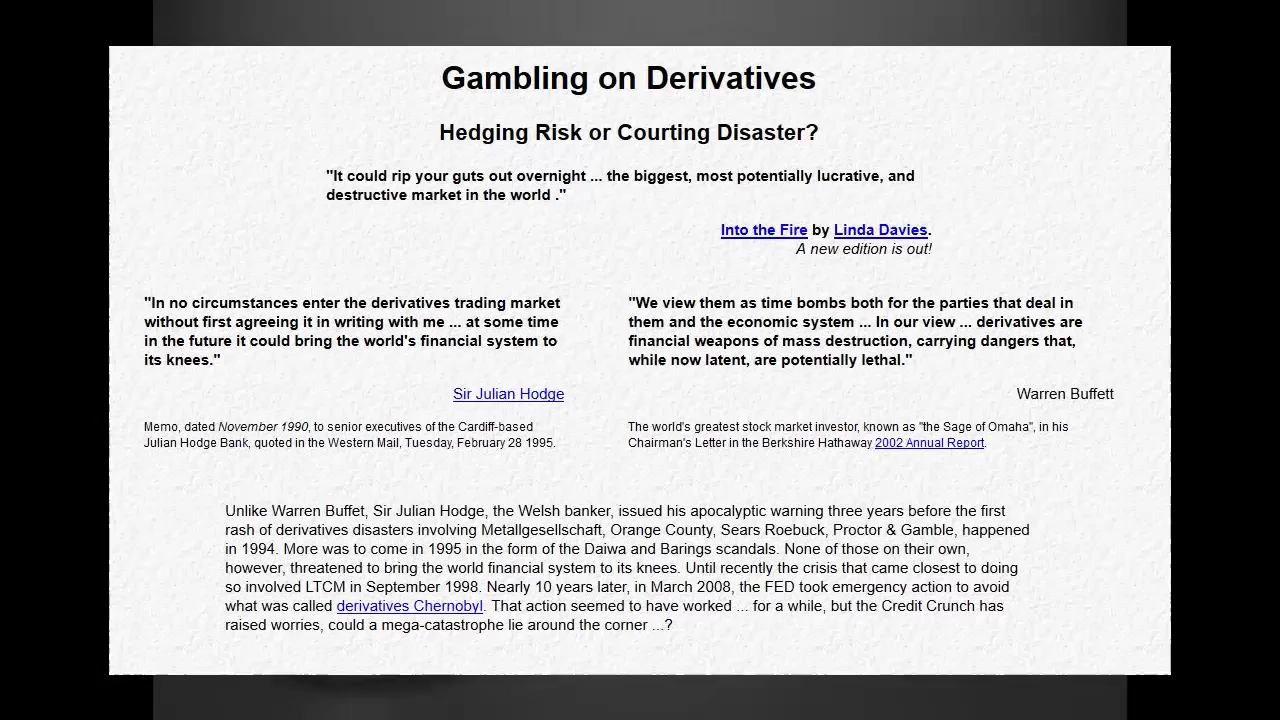 Gambling on Derivatives
Hedging Risk or Courting Disaster?
"It could rip your guts out overnight ... the biggest, most potentially lucrative, and
destructive market in the world ."
Into the Fire by Linda Davies.
A new edition is out!
"In no circumstances enter the derivatives trading market
without first agreeing it in writing with me ... at some time
in the future it could bring the world's financial system to
its knees."
Sir Julian Hodge
Memo, dated November 1990, to senior executives of the Cardiff-based
Julian Hodge Bank, quoted in the Western Mail, Tuesday, February 28 1995.
"We view them as time bombs both for the parties that deal in
them and the economic system ... In our view ... derivatives are
financial weapons of mass destruction, carrying dangers that,
while now latent, are potentially lethal."
Warren Buffett
The world's greatest stock market investor, known as "the Sage of Omaha", in his
Chairman's Letter in the Berkshire Hathaway 2002 Annual Report.
Unlike Warren Buffet, Sir Julian Hodge, the Welsh banker, issued his apocalyptic warning three years before the first
rash of derivatives disasters involving Metallgesellschaft, Orange County, Sears Roebuck, Proctor & Gamble, happened
in 1994. More was to come in 1995 in the form of the Daiwa and Barings scandals. None of those on their own,
however, threatened to bring the world financial system to its knees. Until recently the crisis that came closest to doing
so involved LTCM in September 1998. Nearly 10 years later, in March 2008, the FED took emergency action to avoid
what was called derivatives Chernobyl. That action seemed to have worked ... for a while, but the Credit Crunch has
raised worries, could a mega-catastrophe lie around the corner ...?